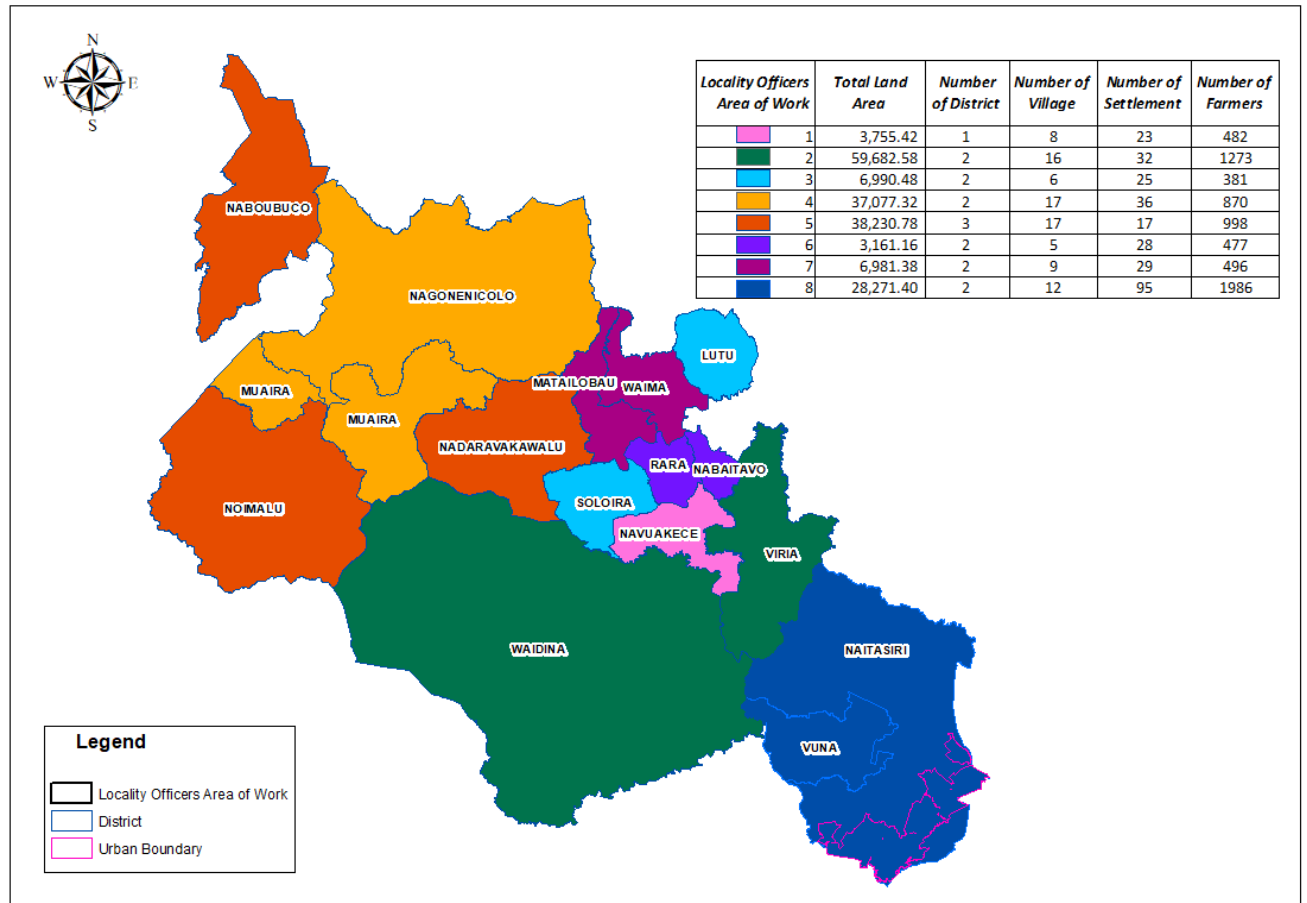 N
W E
S
Locality Officers Area of Work Total Land Area Number of District Number of Village Number of Settlement Number of Farmers
1 3,755.42 1 8 23 482
2 59,682.58 2 16 32 1273
3 6,990.48 2 6 25 381
4 37,077.32 2 17 36 870
5 38,230.78 3 17 17 998
6 3,161.16 2 5 28 477
7 6,981.38 2 9 29 496
8 28,271.40 2 12 95 1986
NABOUBUCO
NAGONENICOLO
LUTU
MATAILOBAU
WAIMA
MUAIRA
MUAIRA
NADARAVAKAWALU
RARA
NABAITAVO
SOLOIRA
NOIMALU
NAVUAKECE
VIRIA
WAIDINA
NAITASIRI
VUNA
Legend
Locality Officers Area of Work
District
Urban Boundary